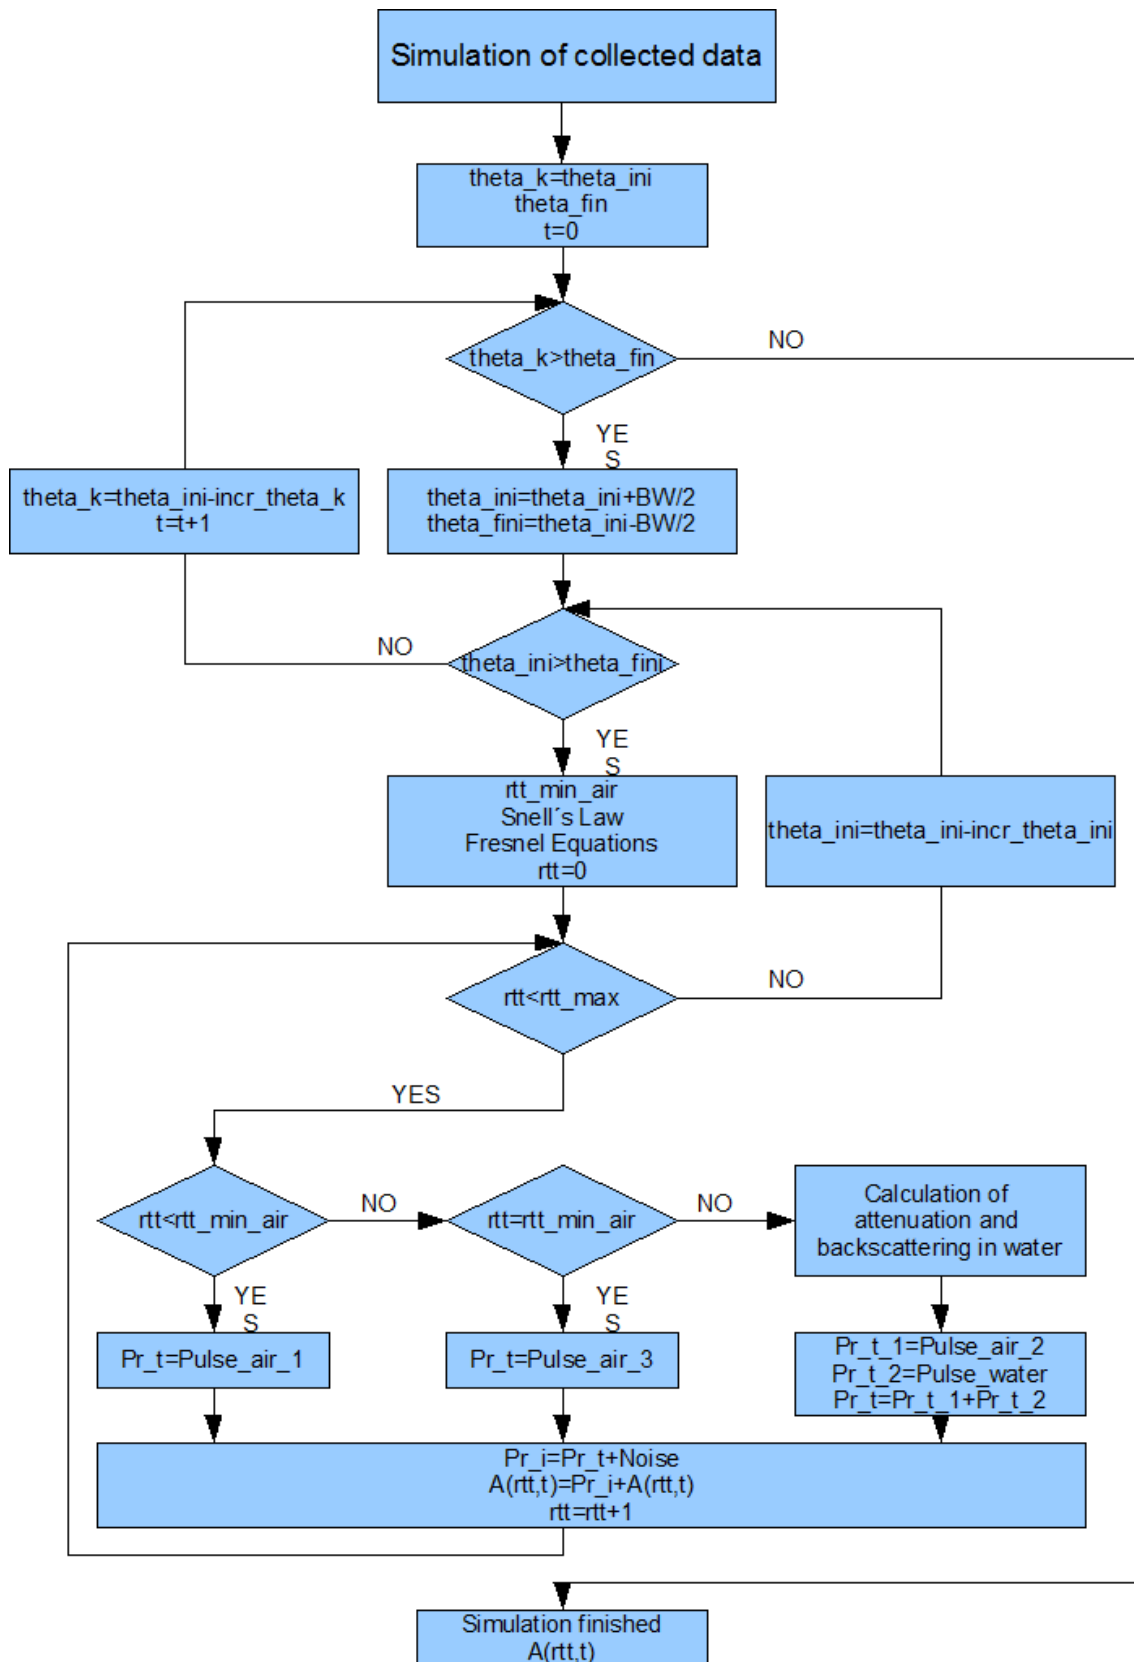 Simulation of collected data
theta_k=theta_ini
theta_fin
t=0
theta_k>theta_fin
NO
YE
S
theta_k=theta_ini-incr_theta_k
t=t+1
theta_ini=theta_ini+BW/2
theta_fini=theta_ini-BW/2
theta_ini>theta_fini
NO
YE
S
rtt_min_air
Snell´s Law
Fresnel Equations
rtt=0
theta_ini=theta_ini-incr_theta_ini
rtt<rtt_max
NO
YES
rtt<rtt_min_air
NO
rtt=rtt_min_air
NO
Calculation of
attenuation and
backscattering in water
YE
S
YE
S
Pr_t=Pulse_air_1
Pr_t=Pulse_air_3
Pr_t_1=Pulse_air_2
Pr_t_2=Pulse_water
Pr_t=Pr_t_1+Pr_t_2
Pr_i=Pr_t+Noise
A(rtt,t)=Pr_i+A(rtt,t)
rtt=rtt+1
Simulation finished
A(rtt,t)